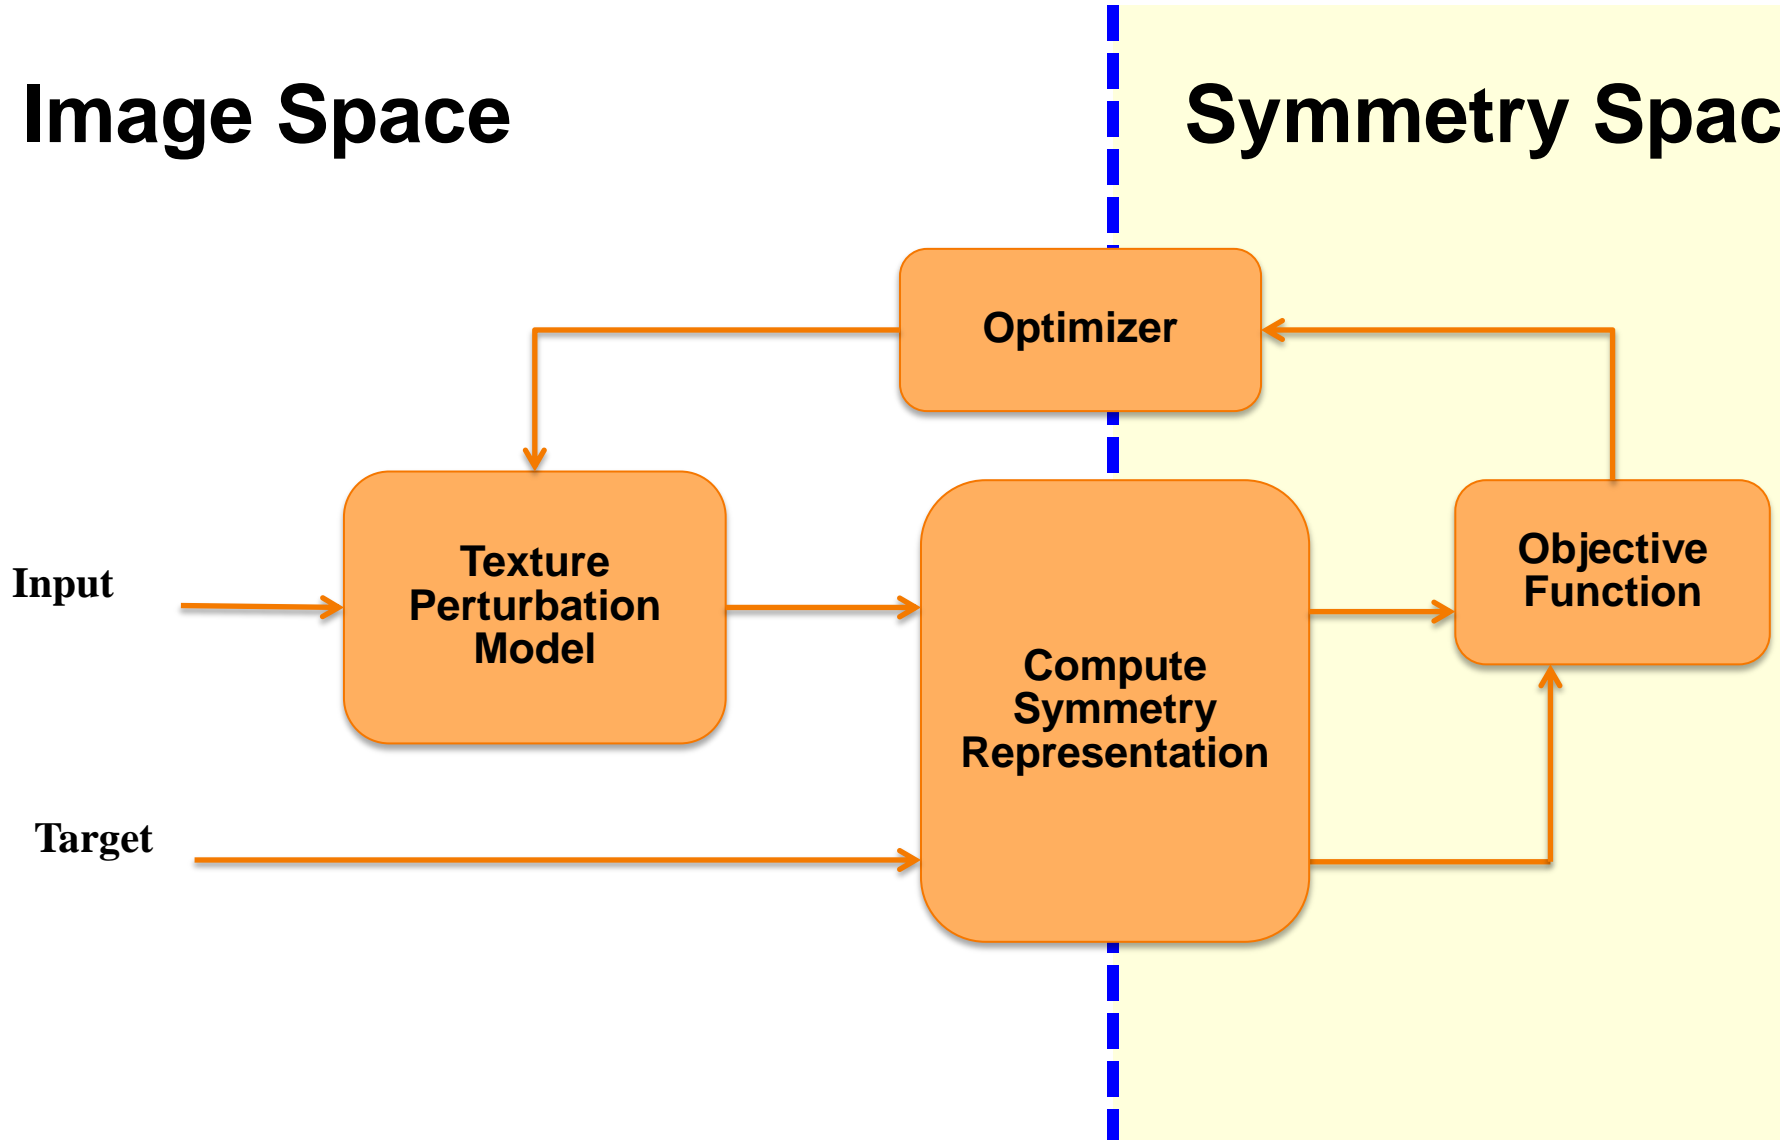 Image Space
Symmetry Spac
Optimizer
Texture
Perturbation
Model
Objective
Function
Input
Compute
Symmetry
Representation
Target